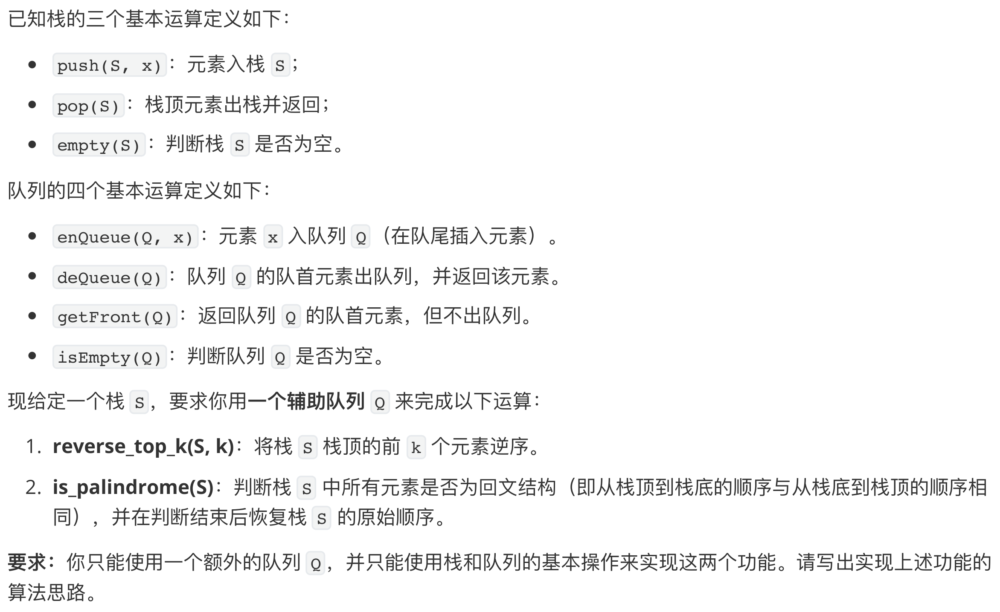 已知栈的三个基本运算定义如下：
• push(S, x)：元素入栈 S；
• pop(S)：栈顶元素出栈并返回；
• empty(S)：判断栈 S 是否为空。
队列的四个基本运算定义如下：
• enQueue(Q, x)：元素 x 入队列 Q（在队尾插入元素）。
• deQueue(Q)：队列 Q 的队首元素出队列，并返回该元素。
• getFront(Q)：返回队列 Q 的队首元素，但不出队列。
• isEmpty(Q)：判断队列 Q 是否为空。
现给定一个栈 S，要求你用一个辅助队列 Q 来完成以下运算：
1. reverse_top_k(S, k)：将栈 S 栈顶的前 k 个元素逆序。
2. is_palindrome(S)：判断栈 S 中所有元素是否为回文结构（即从栈顶到栈底的顺序与从栈底到栈顶的顺序相
同），并在判断结束后恢复栈 S 的原始顺序。
要求：你只能使用一个额外的队列 Q，并只能使用栈和队列的基本操作来实现这两个功能。请写出实现上述功能的
算法思路。